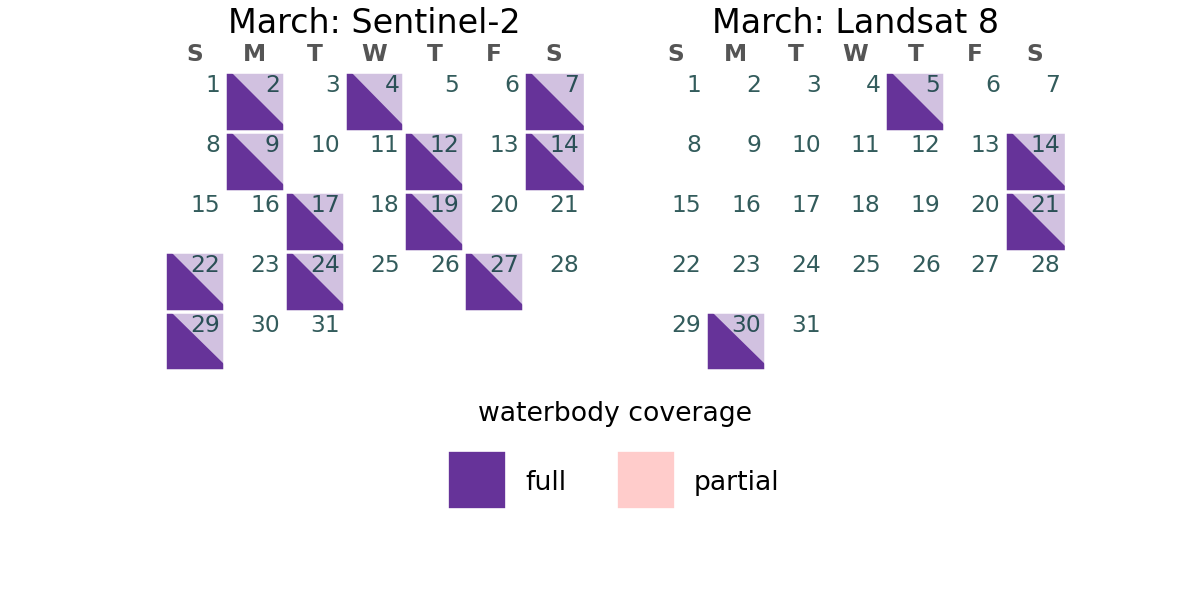 March: Sentinel-2
S M T W T F S
1 2 3 4 5 6 7
8 9 10 11 12 13 14
15 16 17 18 19 20 21
22 23 24 25 26 27 28
29 30 31
March: Landsat 8
S M T W T F S
1 2 3 4 5 6 7
8 9 10 11 12 13 14
15 16 17 18 19 20 21
22 23 24 25 26 27 28
29 30 31
waterbody coverage
full
partial